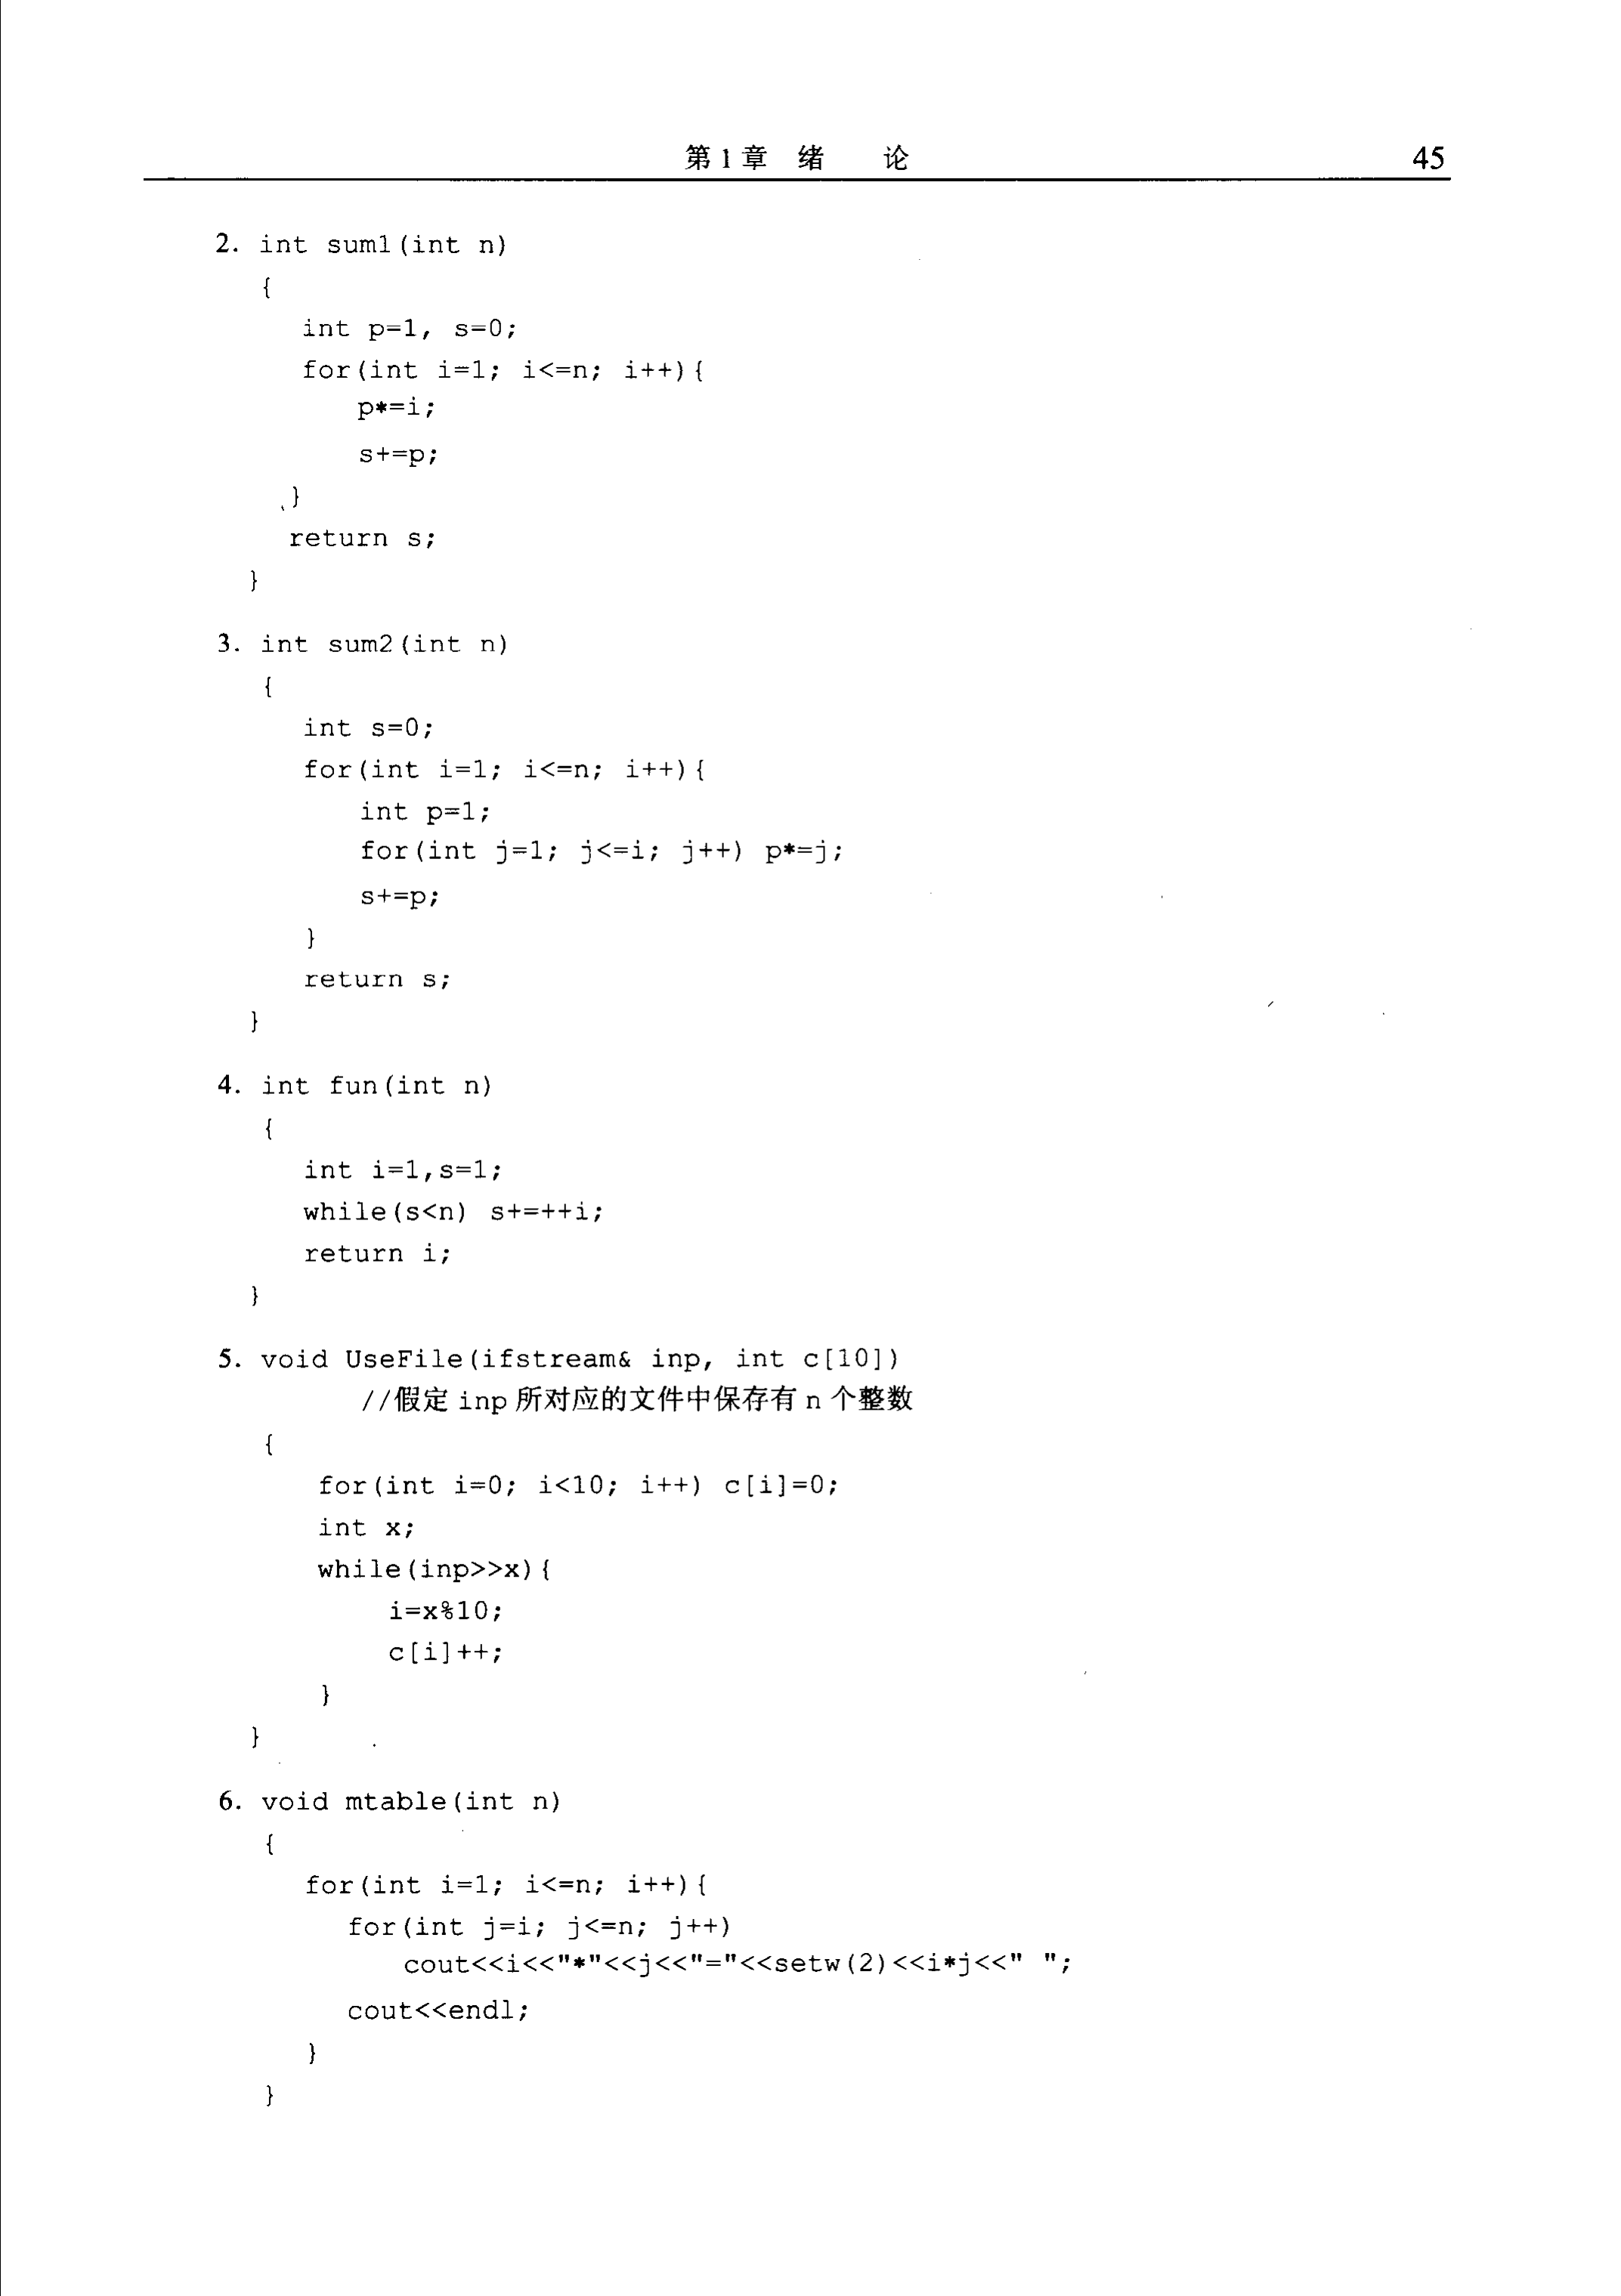 第1章 绪 论 45
2. int sum1(int n)
{
int p=1, s=0;
for(int i=1; i<=n; i++){
p*=i;
s+=p;
}
return s;
}
3. int sum2(int n)
{
int s=0;
for(int i=1; i<=n; i++){
int p=1;
for(int j=1; j<=i; j++) p*=j;
s+=p;
}
return s;
}
4. int fun(int n)
{
int i=1,s=1;
while(s<n) s+=++i;
return i;
}
5. void UseFile(ifstream& inp, int c[10])
//假定 inp 所对应的文件中保存有 n 个整数
{
for(int i=0; i<10; i++) c[i]=0;
int x;
while(inp>>x){
i=x%10;
c[i]++;
}
}
6. void mtable(int n)
{
for(int i=1; i<=n; i++){
for(int j=i; j<=n; j++)
cout<<i<<"*"<<j<<"="<<setw(2)<<i*j<<" ";
cout<<endl;
}
}